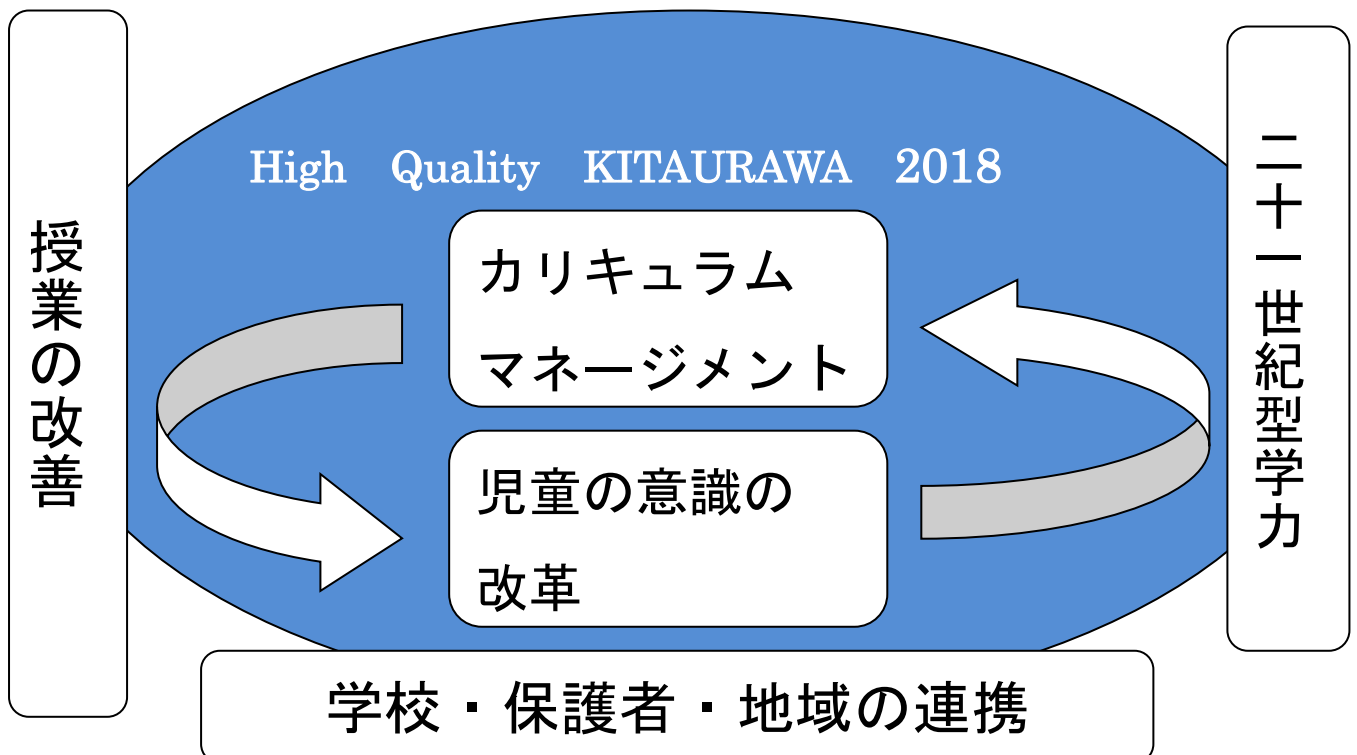 High Quality KITAURAWA 2018
授業の改善
カリキュラム
マネージメント
児童の意識の
改革
二十一世紀型学力
学校・保護者・地域の連携